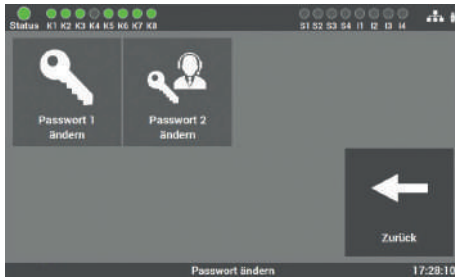 Status K1 K2 K3 K4 K5 K6 K7 K8 S1 S2 S3 S4 I1 I2 I3 I4
Passwort 1
ändern
Passwort 2
ändern
Zurück
Passwort ändern 17:28:10